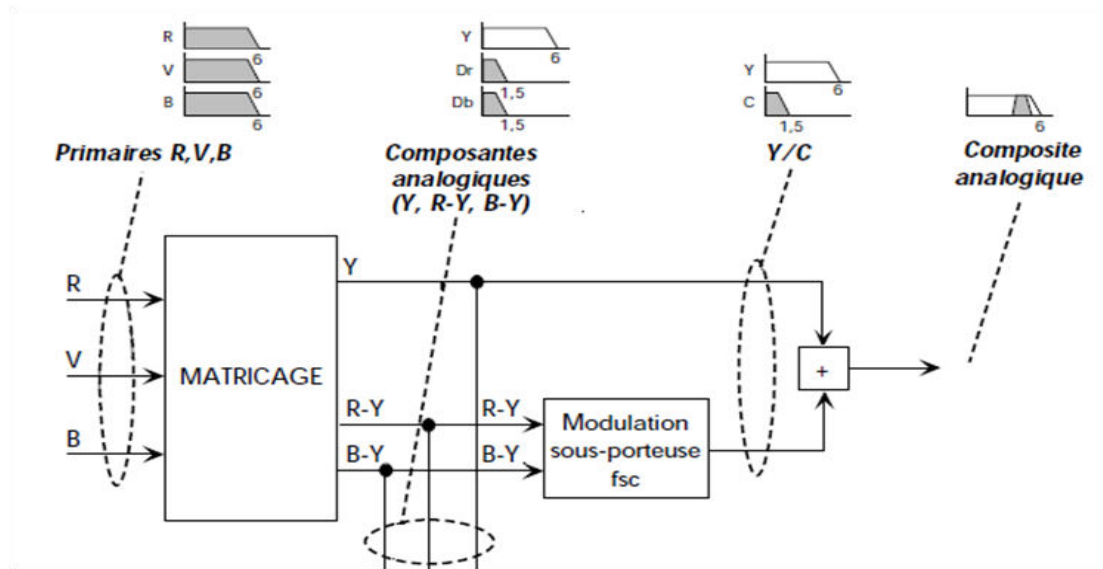 R
6
V
6
B
6
Primaires R,V,B
Y
6
Dr
1,5
Db
1,5
Composantes
analogiques
(Y, R-Y, B-Y)
Y
6
C
1,5
Y/C
6
Composite
analogique
R
V
B
MATRICAGE
Y
R-Y
B-Y
R-Y
B-Y
Modulation
sous-porteuse
fsc
+